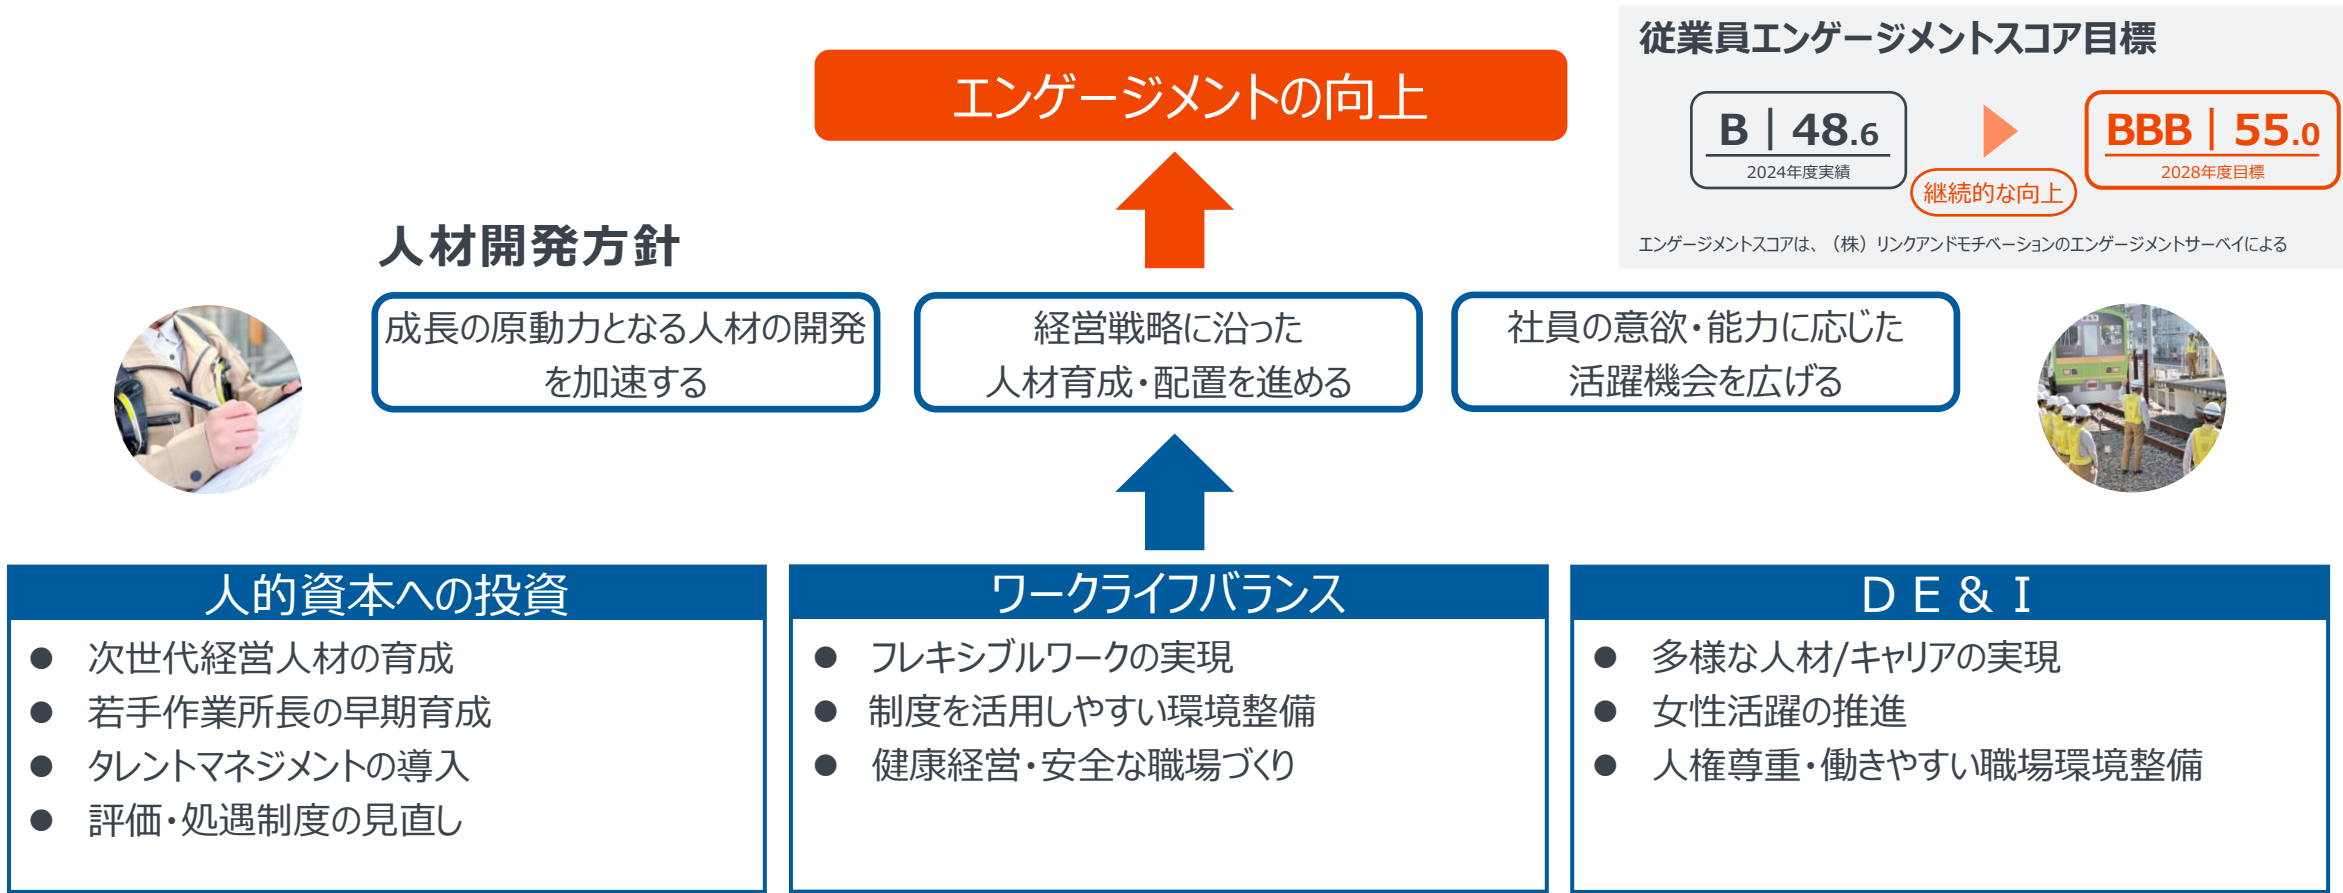 従業員エンゲージメントスコア目標
エンゲージメントの向上
B｜48.6
2024年度実績
継続的な向上
BBB｜55.0
2028年度目標
エンゲージメントスコアは、（株）リンクアンドモチベーションのエンゲージメントサーベイによる
人材開発方針
成長の原動力となる人材の開発
を加速する
経営戦略に沿った
人材育成・配置を進める
社員の意欲・能力に応じた
活躍機会を広げる
人的資本への投資
● 次世代経営人材の育成
● 若手作業所長の早期育成
● タレントマネジメントの導入
● 評価・処遇制度の見直し
ワークライフバランス
● フレキシブルワークの実現
● 制度を活用しやすい環境整備
● 健康経営・安全な職場づくり
ＤＥ＆Ｉ
● 多様な人材/キャリアの実現
● 女性活躍の推進
● 人権尊重・働きやすい職場環境整備